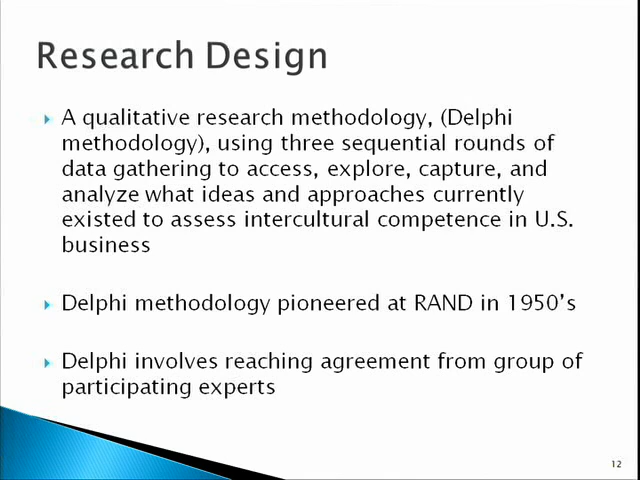 Research Design
A qualitative research methodology, (Delphi
methodology), using three sequential rounds of
data gathering to access, explore, capture, and
analyze what ideas and approaches currently
existed to assess intercultural competence in U.S.
business
Delphi methodology pioneered at RAND in 1950's
Delphi involves reaching agreement from group of
participating experts
12